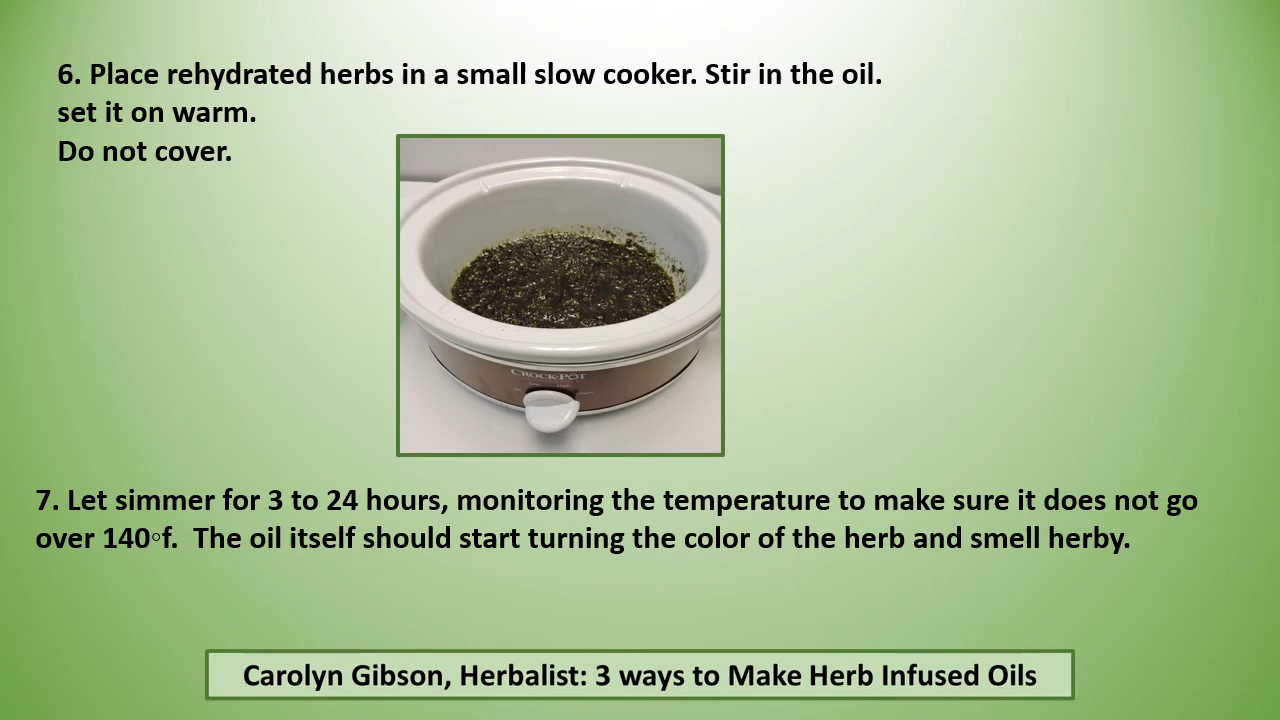 6. Place rehydrated herbs in a small slow cooker. Stir in the oil.
set it on warm.
Do not cover.
CROCK-POT
7. Let simmer for 3 to 24 hours, monitoring the temperature to make sure it does not go
over 140◦f.  The oil itself should start turning the color of the herb and smell herby.
Carolyn Gibson, Herbalist: 3 ways to Make Herb Infused Oils